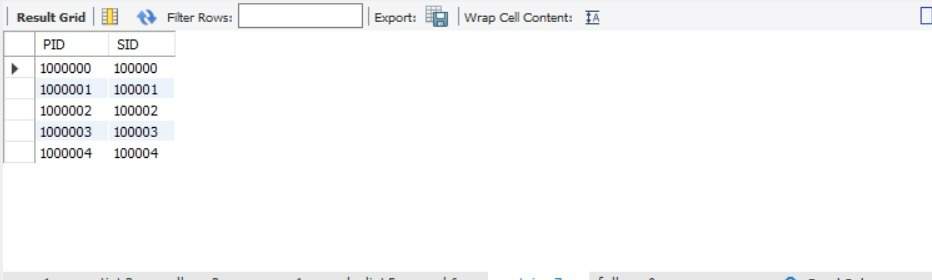 Result Grid Filter Rows: Export: Wrap Cell Content: IA
PID SID
1000000 100000
1000001 100001
1000002 100002
1000003 100003
1000004 100004